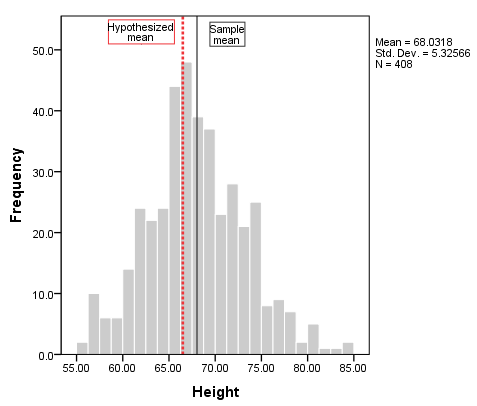 Hypothesized
mean
Sample
mean
Mean = 68.0318
Std. Dev. = 5.32566
N = 408
50.0
40.0
30.0
20.0
10.0
0.0
Frequency
55.00 60.00 65.00 70.00 75.00 80.00 85.00
Height